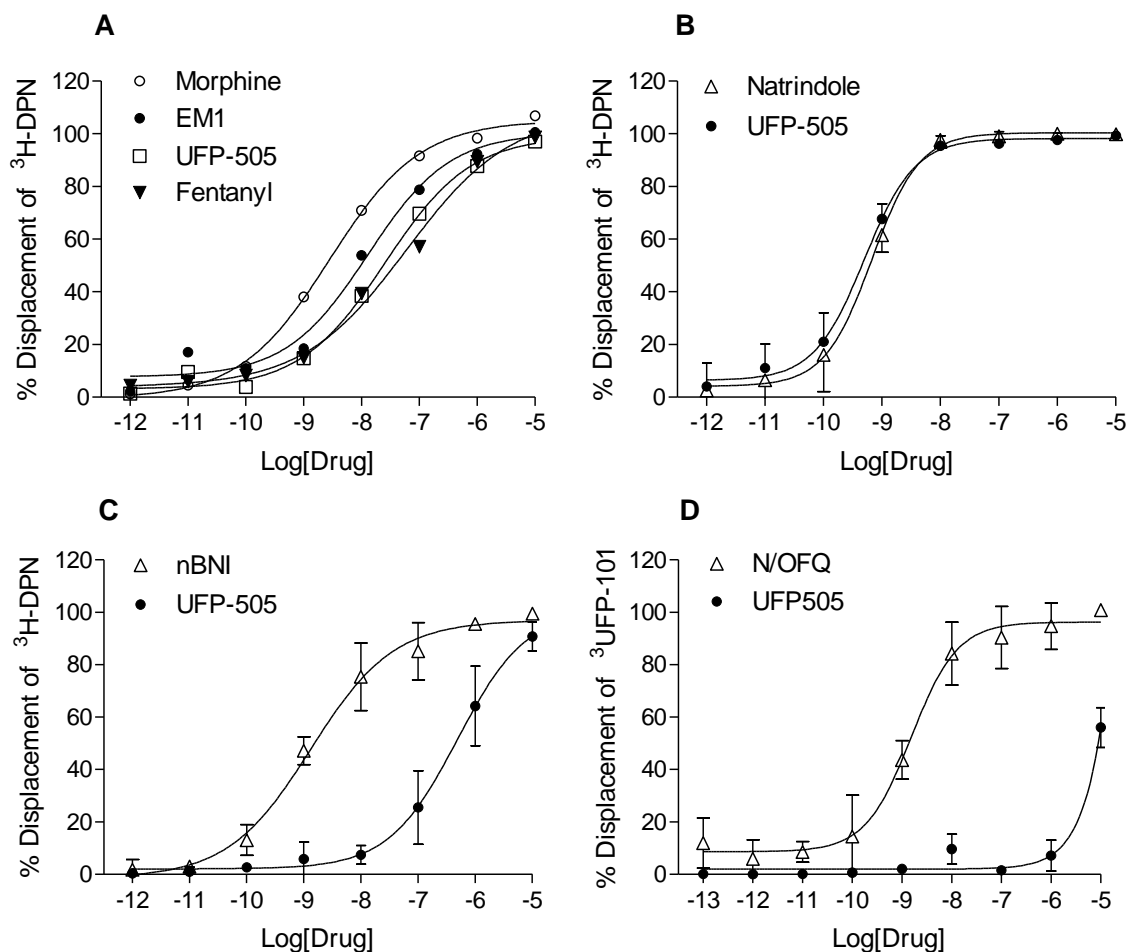 A
Morphine
EM1
UFP-505
Fentanyl
% Displacement of ³H-DPN
120
100
80
60
40
20
0
-12 -11 -10 -9 -8 -7 -6 -5
Log[Drug]
B
Natrindole
UFP-505
% Displacement of ³H-DPN
120
100
80
60
40
20
0
-12 -11 -10 -9 -8 -7 -6 -5
Log[Drug]
C
nBNI
UFP-505
% Displacement of ³H-DPN
120
100
80
60
40
20
0
-12 -11 -10 -9 -8 -7 -6 -5
Log[Drug]
D
N/OFQ
UFP505
% Displacement of ³UFP-101
120
100
80
60
40
20
0
-13 -12 -11 -10 -9 -8 -7 -6 -5
Log[Drug]